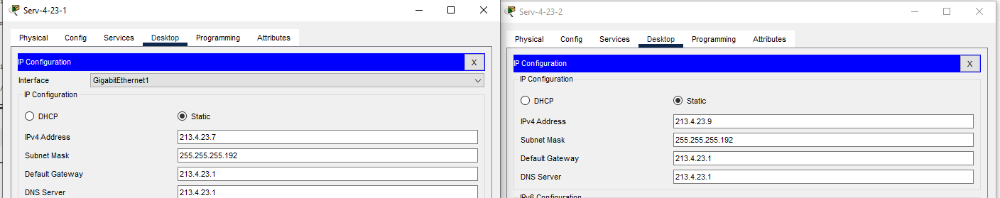 Serv-4-23-1
Physical Config Services Desktop Programming Attributes
IP Configuration X
Interface GigabitEthernet1
IP Configuration
DHCP Static
IPv4 Address 213.4.23.7
Subnet Mask 255.255.255.192
Default Gateway 213.4.23.1
DNS Server 213.4.23.1
Serv-4-23-2
Physical Config Services Desktop Programming Attributes
IP Configuration X
IP Configuration
DHCP Static
IPv4 Address 213.4.23.9
Subnet Mask 255.255.255.192
Default Gateway 213.4.23.1
DNS Server 213.4.23.1
IPv6 Configuration